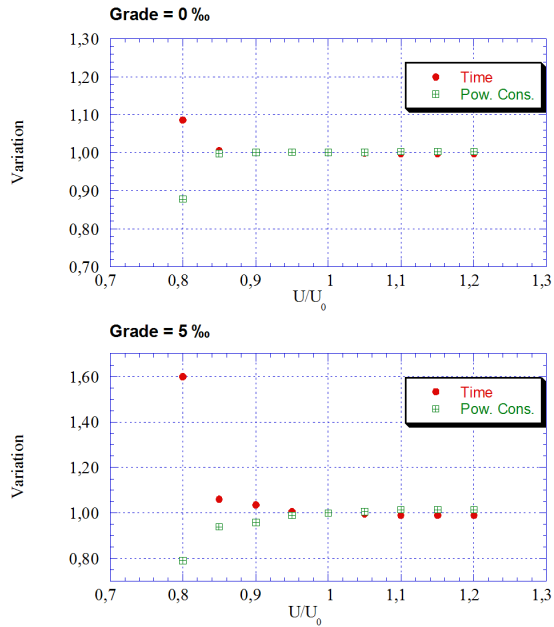 Grade = 0 ‰
1,30
1,20
1,10
1,00
0,90
0,80
0,70
Variation
Time
Pow. Cons.
0,7 0,8 0,9 1 1,1 1,2 1,3
U/U0
Grade = 5 ‰
1,60
1,40
1,20
1,00
0,80
Variation
Time
Pow. Cons.
0,7 0,8 0,9 1 1,1 1,2 1,3
U/U0